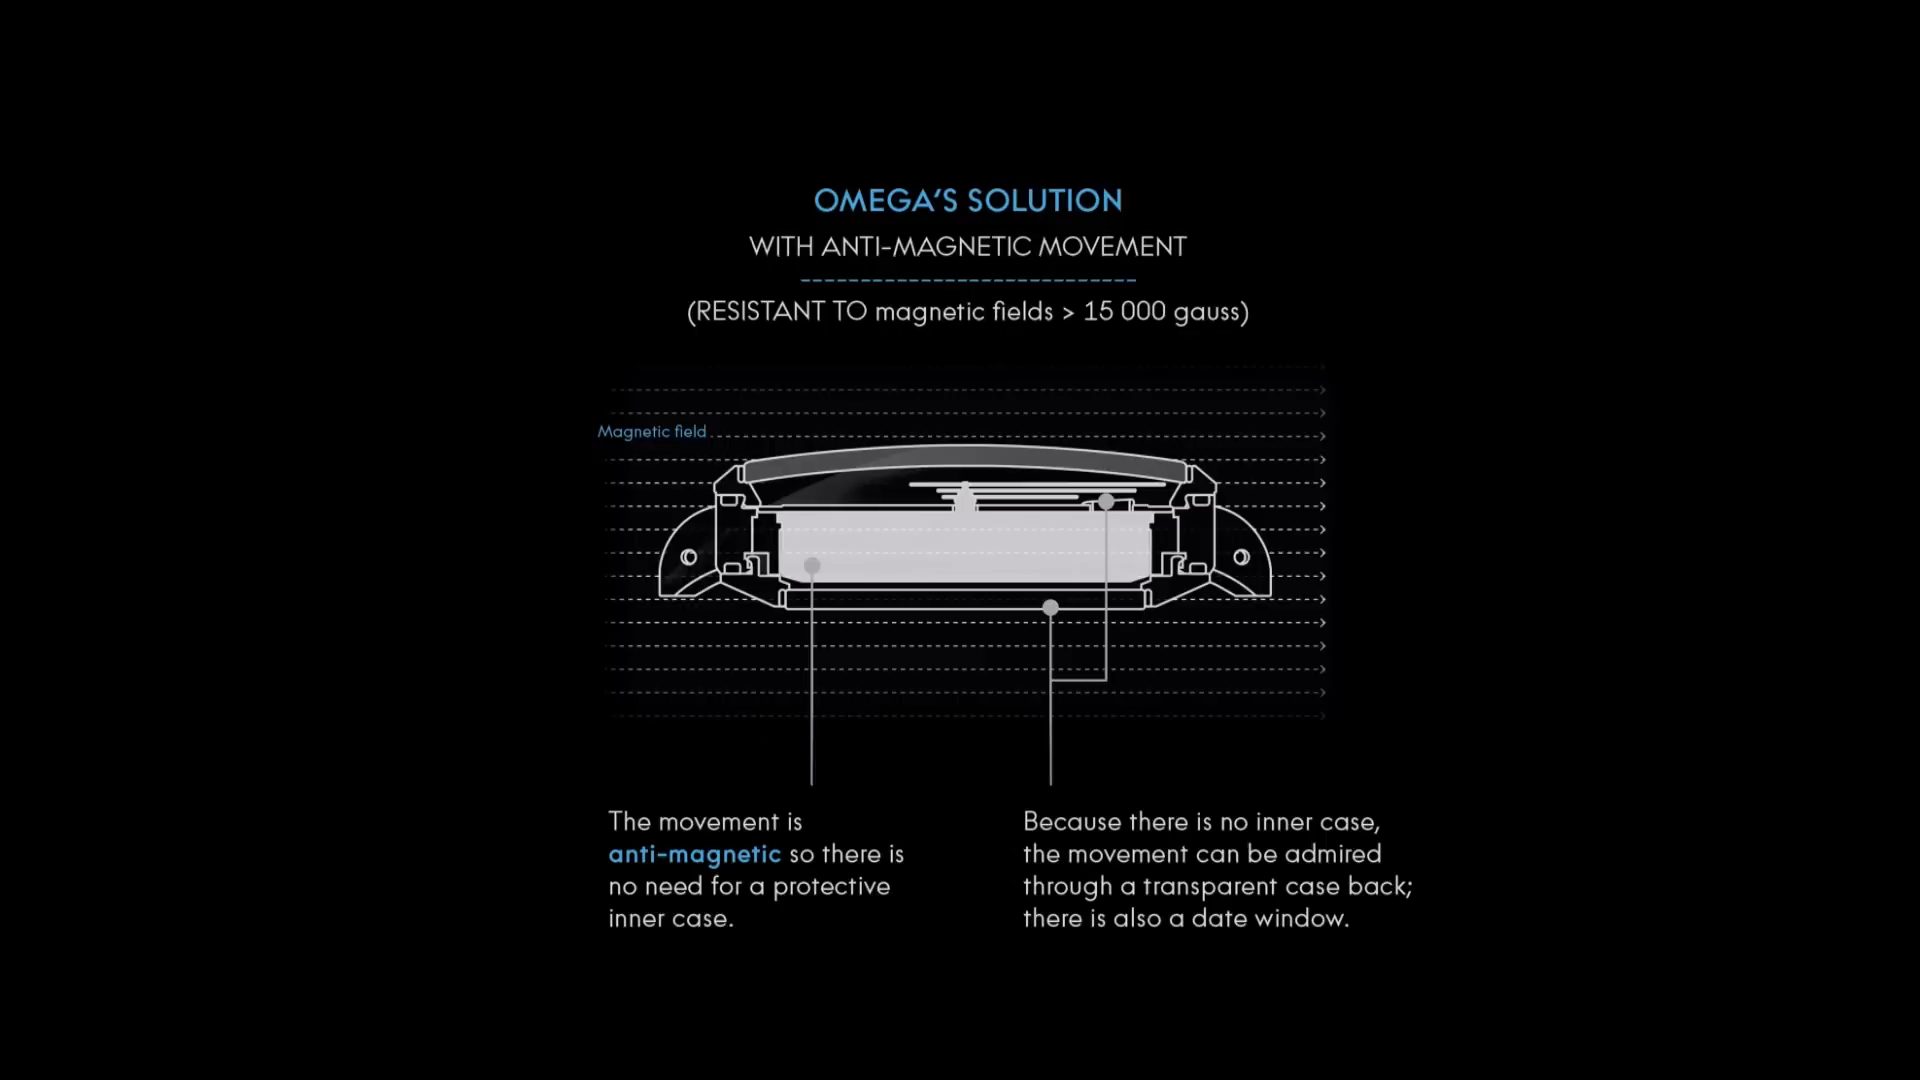 OMEGA'S SOLUTION
WITH ANTI-MAGNETIC MOVEMENT
(RESISTANT TO magnetic fields > 15 000 gauss)
Magnetic field
The movement is
anti-magnetic so there is
no need for a protective
inner case.
Because there is no inner case,
the movement can be admired
through a transparent case back;
there is also a date window.